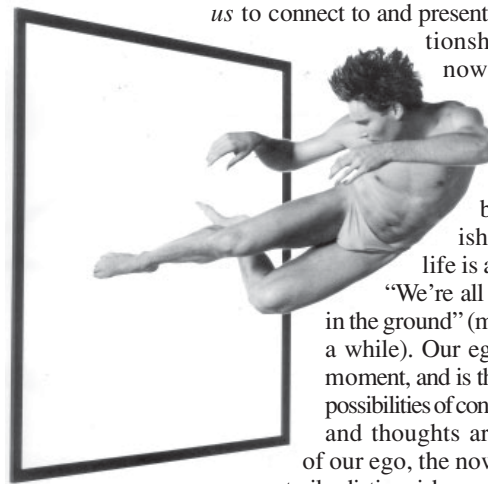 us to connect to and present
tionsh
now
b
ish
life is a
“We’re all
in the ground” (m
a while). Our eg
moment, and is th
possibilities of con
and thoughts ar
of our ego, the nov